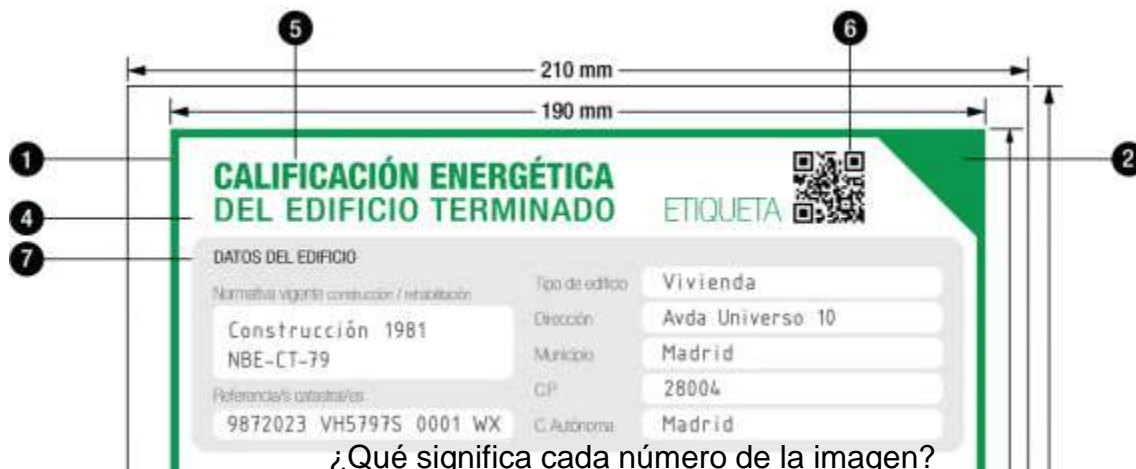 5 6
210 mm
190 mm
1 2
CALIFICACIÓN ENERGÉTICA
4 DEL EDIFICIO TERMINADO ETIQUETA
7 DATOS DEL EDIFICIO
Normativa vigente construcción / rehabilitación
Construcción 1981
NBE-CT-79
Referencia/s catastral/es
9872023 VH5797S 0001 WX
Tipo de edificio Vivienda
Dirección Avda Universo 10
Municipio Madrid
C.P. 28004
C. Autónoma Madrid
¿Qué significa cada número de la imagen?